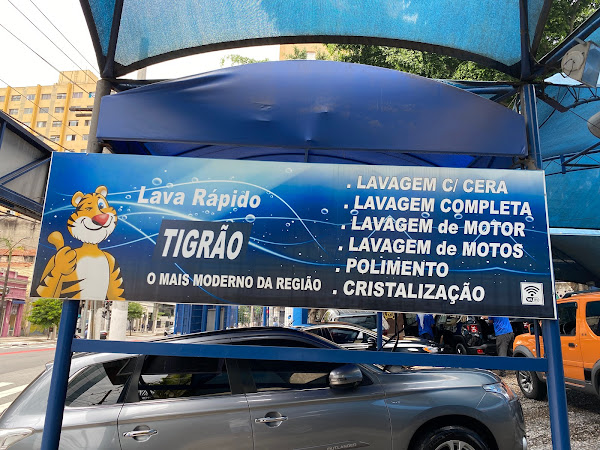 Lava Rápido
TIGRÃO
O MAIS MODERNO DA REGIÃO
. LAVAGEM C/ CERA
. LAVAGEM COMPLETA
. LAVAGEM de MOTOR
. LAVAGEM de MOTOS
. POLIMENTO
. CRISTALIZAÇÃO
OUTLANDER